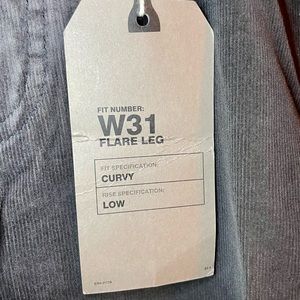 FIT NUMBER:
W31
FLARE LEG
FIT SPECIFICATION:
CURVY
RISE SPECIFICATION:
LOW